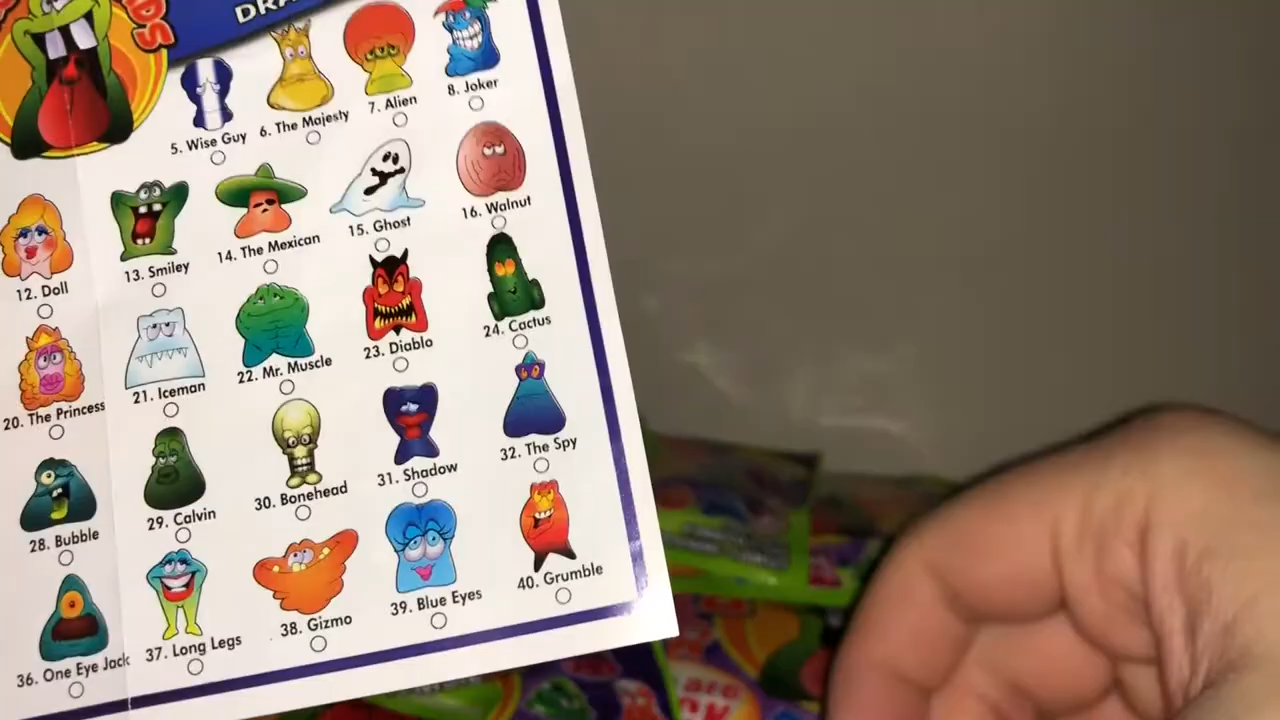 DRA
DS
5. Wise Guy
6. The Majesty
7. Alien
8. Joker
12. Doll
13. Smiley
14. The Mexican
15. Ghost
16. Walnut
20. The Princess
21. Iceman
22. Mr. Muscle
23. Diablo
24. Cactus
28. Bubble
29. Calvin
30. Bonehead
31. Shadow
32. The Spy
36. One Eye Jack
37. Long Legs
38. Gizmo
39. Blue Eyes
40. Grumble
are